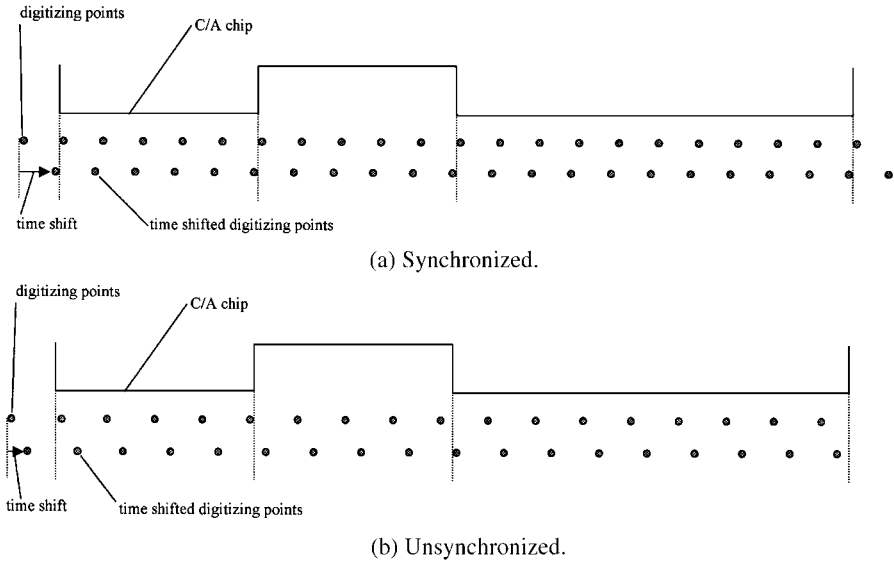 digitizing points
C/A chip
time shift
time shifted digitizing points
(a) Synchronized.
digitizing points
C/A chip
time shift
time shifted digitizing points
(b) Unsynchronized.